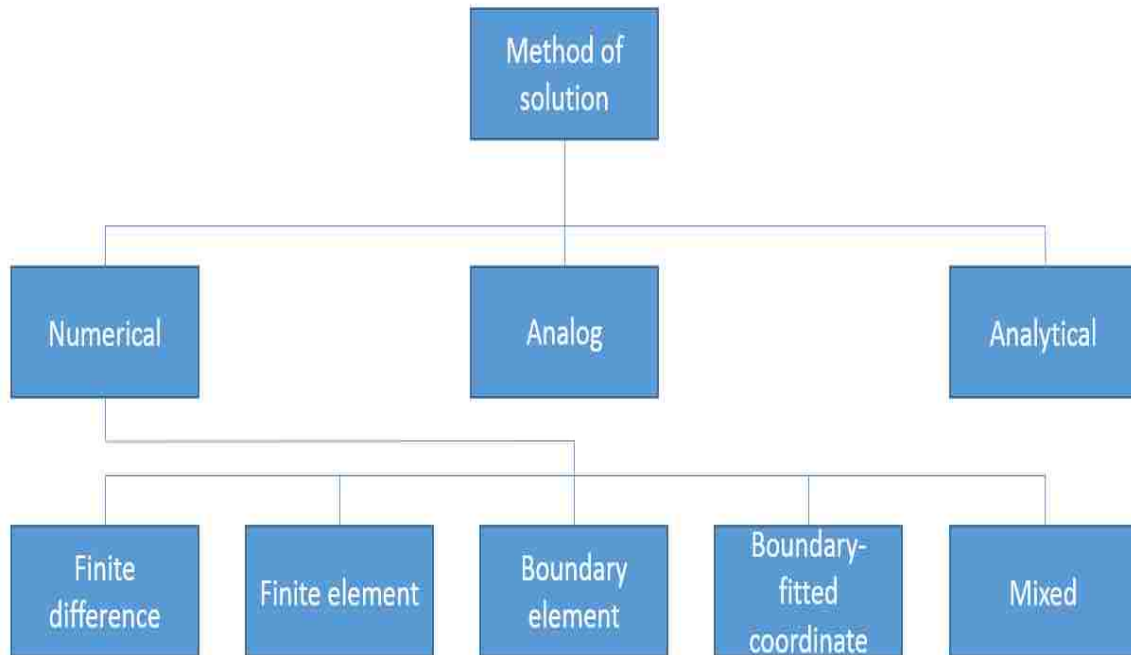 Method of
solution
Numerical
Analog
Analytical
Finite
difference
Finite element
Boundary
element
Boundary-
fitted
coordinate
Mixed